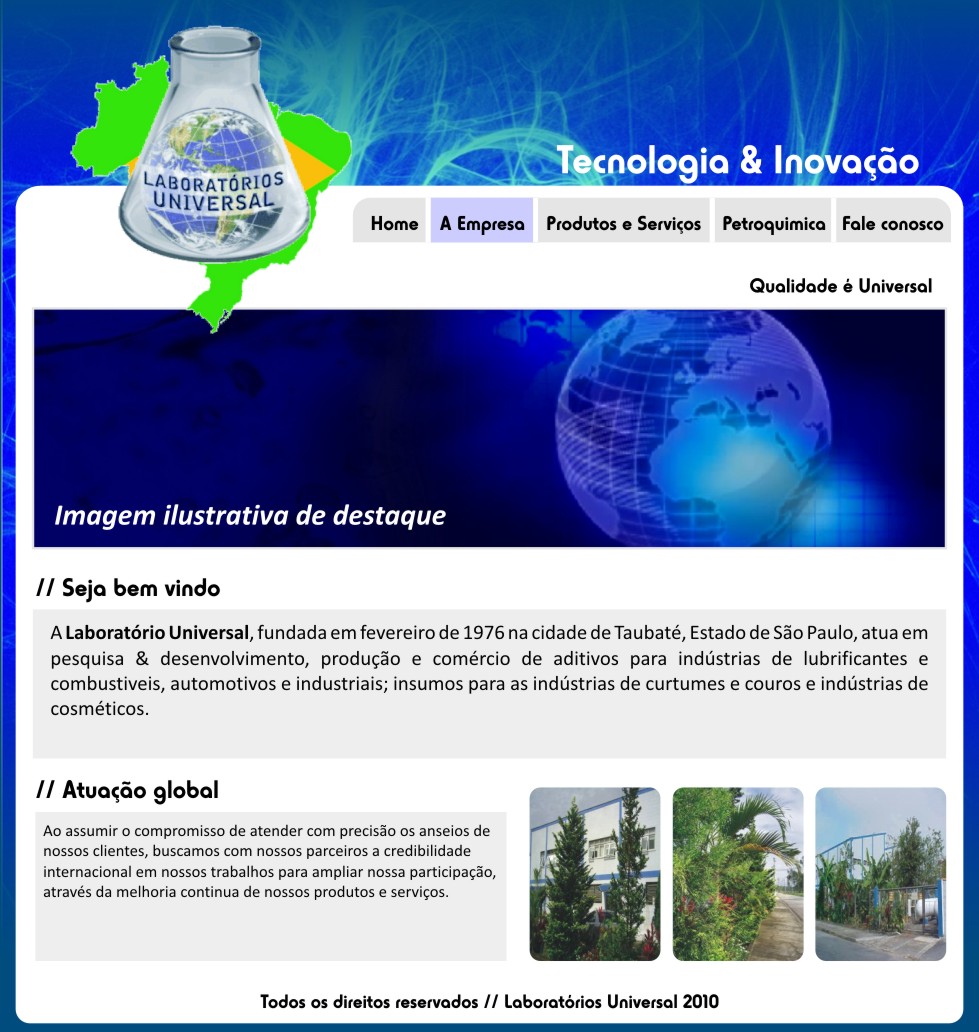 LABORATÓRIOS
UNIVERSAL
Tecnologia & Inovação
Home
A Empresa
Produtos e Serviços
Petroquimica
Fale conosco
Qualidade é Universal
Imagem ilustrativa de destaque
// Seja bem vindo
A Laboratório Universal, fundada em fevereiro de 1976 na cidade de Taubaté, Estado de São Paulo, atua em
pesquisa & desenvolvimento, produção e comércio de aditivos para indústrias de lubrificantes e
combustiveis, automotivos e industriais; insumos para as indústrias de curtumes e couros e indústrias de
cosméticos.
// Atuação global
Ao assumir o compromisso de atender com precisão os anseios de
nossos clientes, buscamos com nossos parceiros a credibilidade
internacional em nossos trabalhos para ampliar nossa participação,
através da melhoria continua de nossos produtos e serviços.
Todos os direitos reservados // Laboratórios Universal 2010